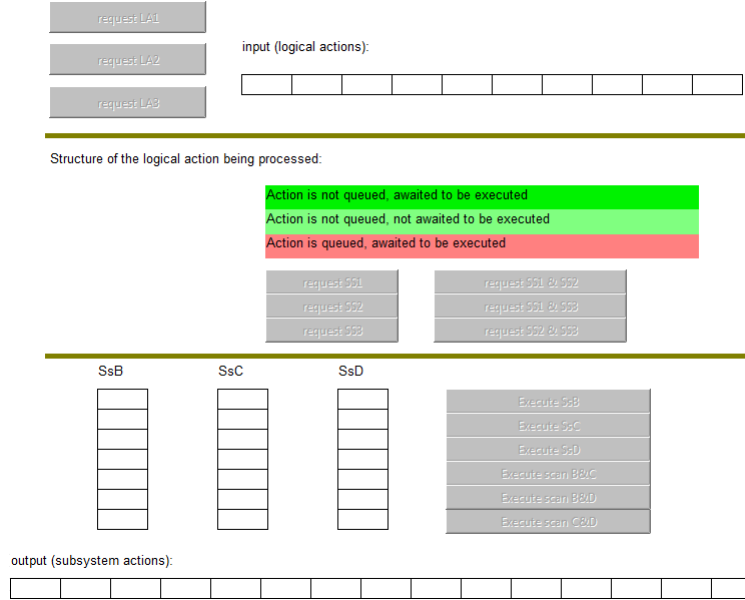 request LA1
request LA2
request LA3
input (logical actions):
Structure of the logical action being processed:
Action is not queued, awaited to be executed
Action is not queued, not awaited to be executed
Action is queued, awaited to be executed
request SS1
request SS2
request SS3
request SS1 & SS2
request SS1 & SS3
request SS2 & SS3
SsB
SsC
SsD
Execute SsB
Execute SsC
Execute SsD
Execute scan B&C
Execute scan B&D
Execute scan C&D
output (subsystem actions):